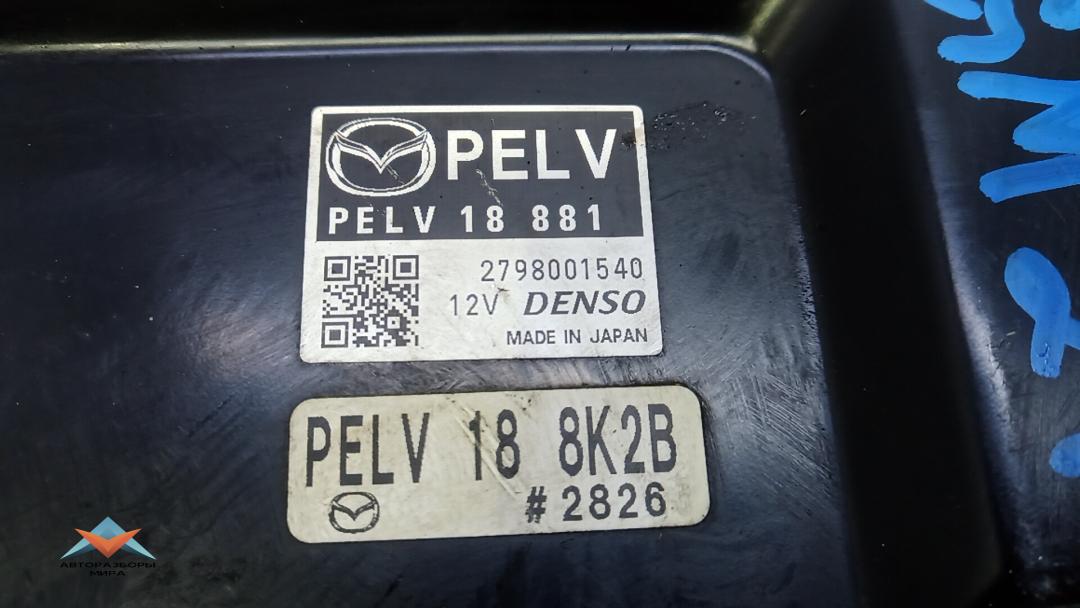 PELV
PELV 18 881
2798001540
12V DENSO
MADE IN JAPAN
PELV 18 8K2B
#2826
АВТОРАЗБОРЫ
МИРА